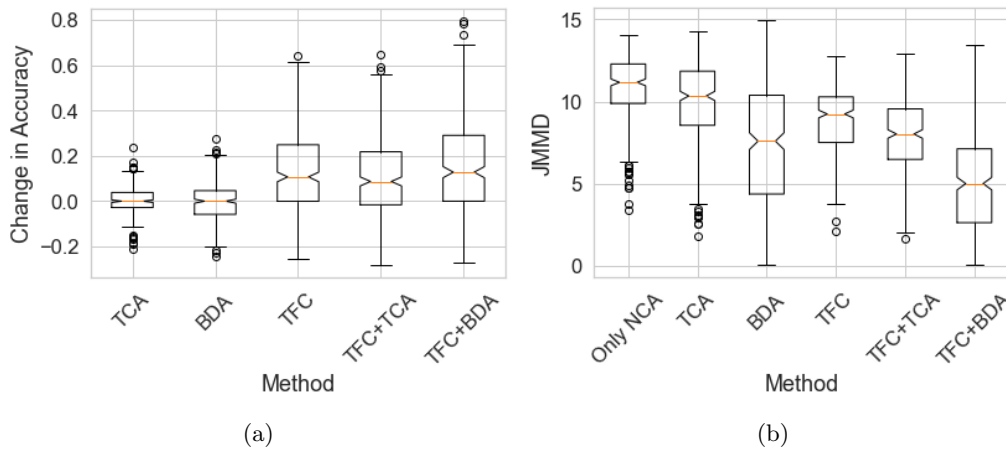 Change in Accuracy
0.8
0.6
0.4
0.2
0.0
−0.2
TCA
BDA
TFC
TFC+TCA
TFC+BDA
Method
(a)
JMMD
15
10
5
0
Only NCA
TCA
BDA
TFC
TFC+TCA
TFC+BDA
Method
(b)